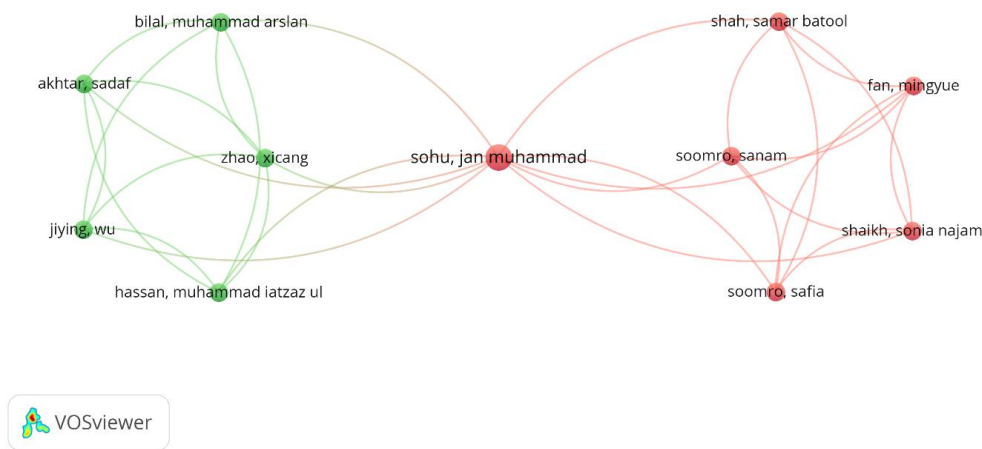 bilal, muhammad arslan
shah, samar batool
akhtar, sadaf
fan, mingyue
zhao, xicang
sohu, jan muhammad
soomro, sanam
jiying, wu
shaikh, sonia najam
hassan, muhammad iatzaz ul
soomro, safia
VOSviewer